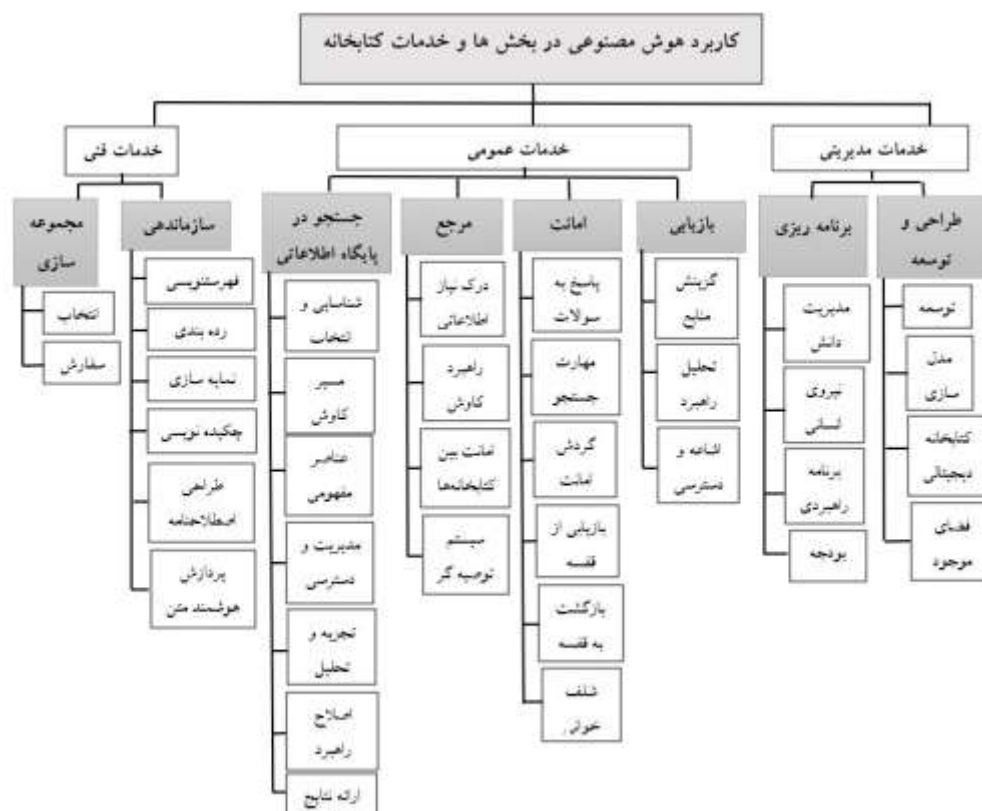 کاربرد هوش مصنوعی در بخش ها و خدمات کتابخانه
خدمات مدیریتی
خدمات عمومی
خدمات فنی
طراحی و
توسعه
توسعه
مدل
سازی
کتابخانه
دیجیتالی
فضای
موجود
برنامه ریزی
مدیریت
دانش
نیروی
انسانی
برنامه
راهبردی
بودجه
بازیابی
گزینش
منابع
تحلیل
راهبرد
اشاعه و
دسترسی
امانت
پاسخ به
سولات
مهارت
جستجو
گردش
امانت
بازیابی از
قفسه
بازگشت
به قفسه
شلف
خوانی
مرجع
درک نیاز
اطلاعاتی
راهبرد
کاوش
امانت بین
کتابخانه‌ها
سیستم
توصیه گر
جستجو در
پایگاه اطلاعاتی
شناسایی و
انتخاب
مسیر
کاوش
عناصر
مفهومی
مدیریت و
دسترسی
تجزیه و
تحلیل
اصلاح
راهبرد
ارائه نتایج
سازماندهی
فهرستنویسی
رده بندی
نمایه سازی
چکیده نویسی
طراحی
اصطلاحنامه
پردازش
هوشمند متن
مجموعه
سازی
انتخاب
سفارش